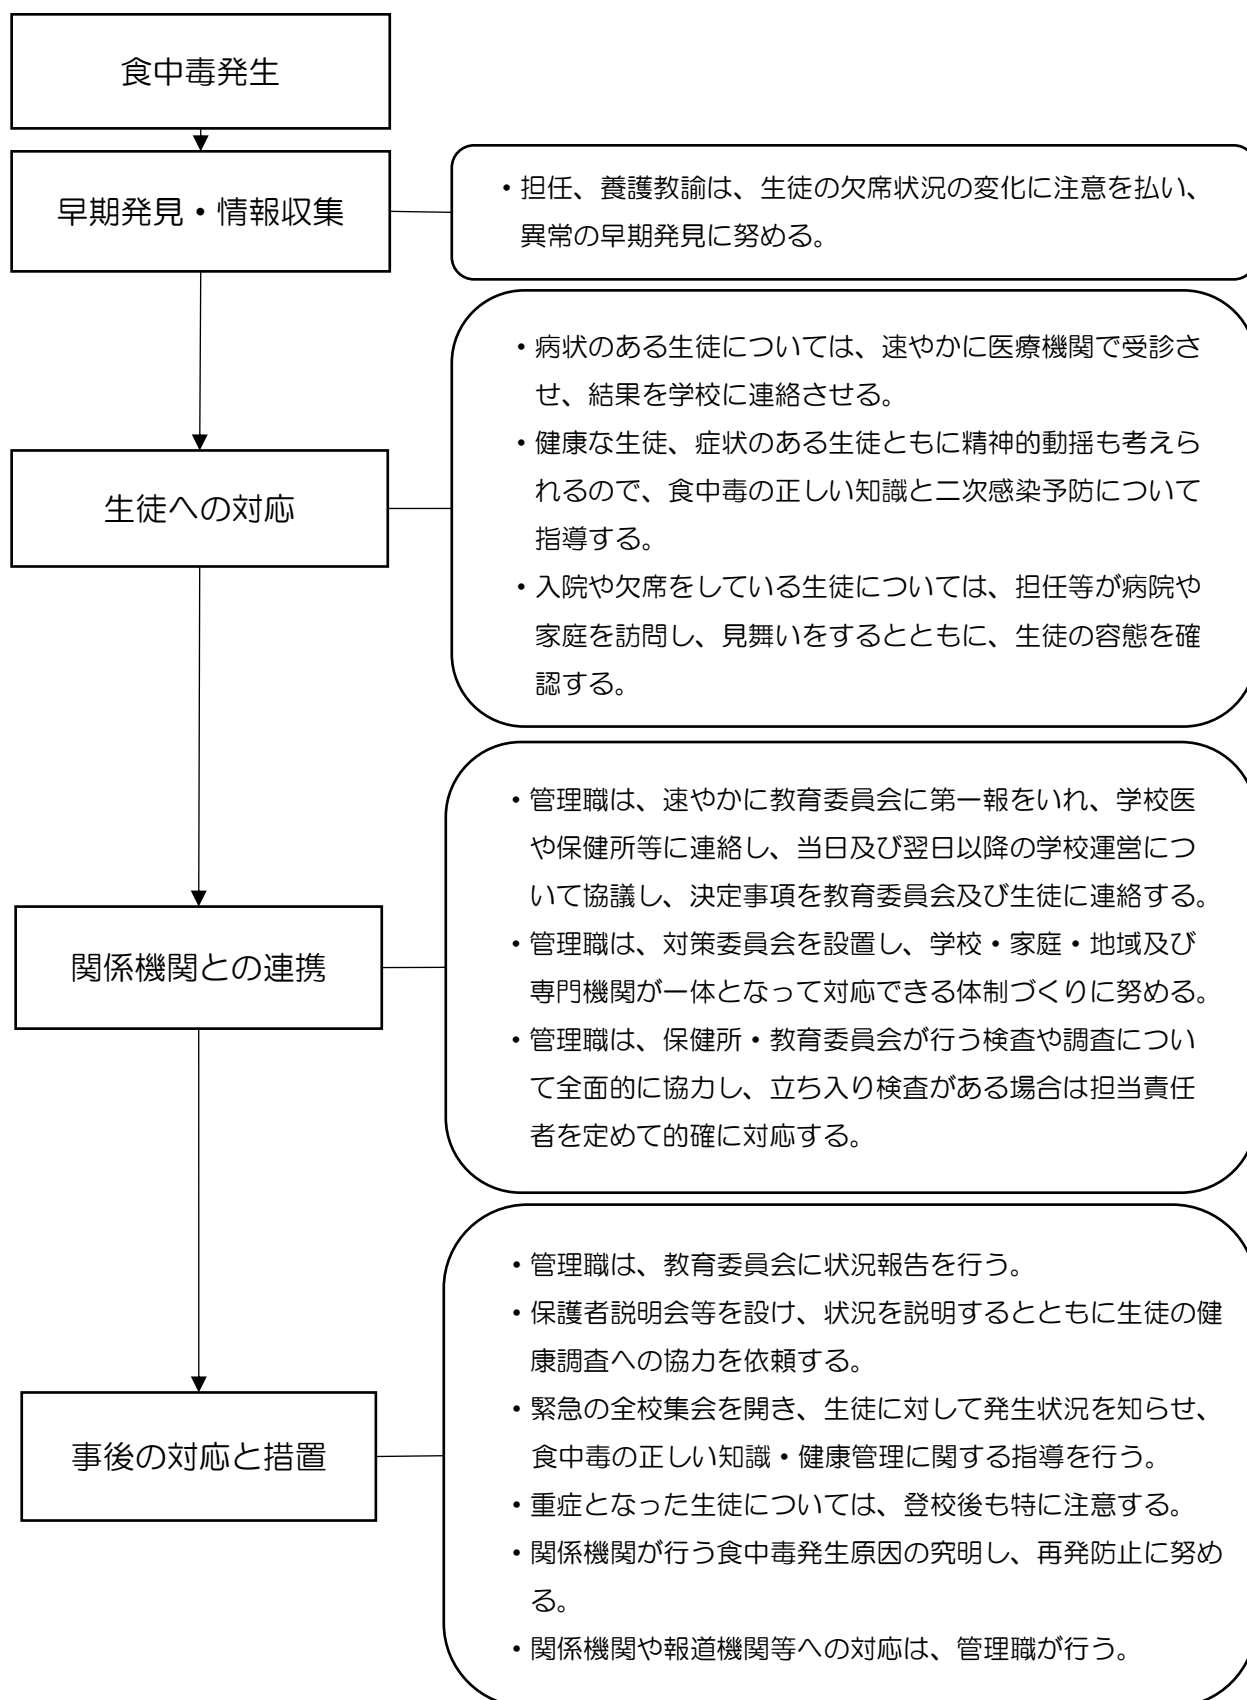 食中毒発生
早期発見・情報収集
・担任、養護教諭は、生徒の欠席状況の変化に注意を払い、
異常の早期発見に努める。
生徒への対応
・病状のある生徒については、速やかに医療機関で受診さ
せ、結果を学校に連絡させる。
・健康な生徒、症状のある生徒ともに精神的動揺も考えら
れるので、食中毒の正しい知識と二次感染予防について
指導する。
・入院や欠席をしている生徒については、担任等が病院や
家庭を訪問し、見舞いをするとともに、生徒の容態を確
認する。
関係機関との連携
・管理職は、速やかに教育委員会に第一報をいれ、学校医
や保健所等に連絡し、当日及び翌日以降の学校運営につ
いて協議し、決定事項を教育委員会及び生徒に連絡する。
・管理職は、対策委員会を設置し、学校・家庭・地域及び
専門機関が一体となって対応できる体制づくりに努める。
・管理職は、保健所・教育委員会が行う検査や調査につい
て全面的に協力し、立ち入り検査がある場合は担当責任
者を定めて的確に対応する。
事後の対応と措置
・管理職は、教育委員会に状況報告を行う。
・保護者説明会等を設け、状況を説明するとともに生徒の健
康調査への協力を依頼する。
・緊急の全校集会を開き、生徒に対して発生状況を知らせ、
食中毒の正しい知識・健康管理に関する指導を行う。
・重症となった生徒については、登校後も特に注意する。
・関係機関が行う食中毒発生原因の究明し、再発防止に努め
る。
・関係機関や報道機関等への対応は、管理職が行う。